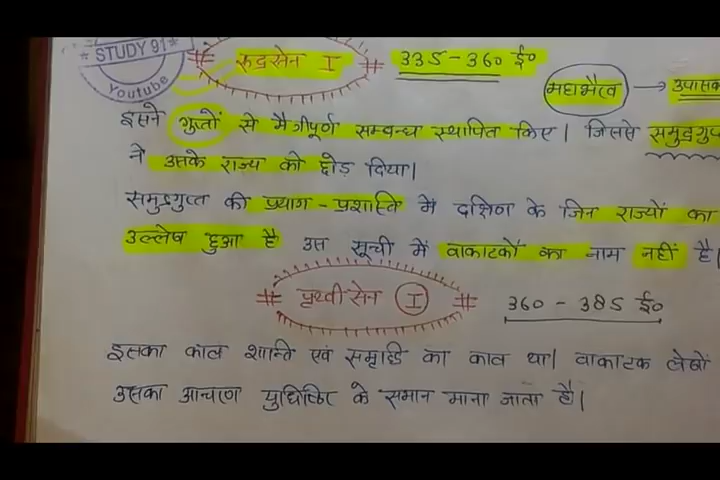 STUDY 91
Youtube
# रुद्रसेन I # 335-360 ई०
महाभैरव → उपासक
इसने गुप्तों से मैत्रीपूर्ण सम्बन्ध स्थापित किए। जिससे समुद्रगुप्त
ने उसके राज्य को छोड़ दिया।
समुद्रगुप्त की प्रयाग-प्रशास्ति में दक्षिण के जिन राज्यों का
उल्लेख हुआ है उस सूची में वाकाटकों का नाम नहीं है।
# पृथ्वीसेन I # 360 - 385 ई०
इसका काल शान्ति एवं समृद्धि का काल था। वाकाटक लेखों
उसका आचरण युधिष्ठिर के समान माना जाता है।